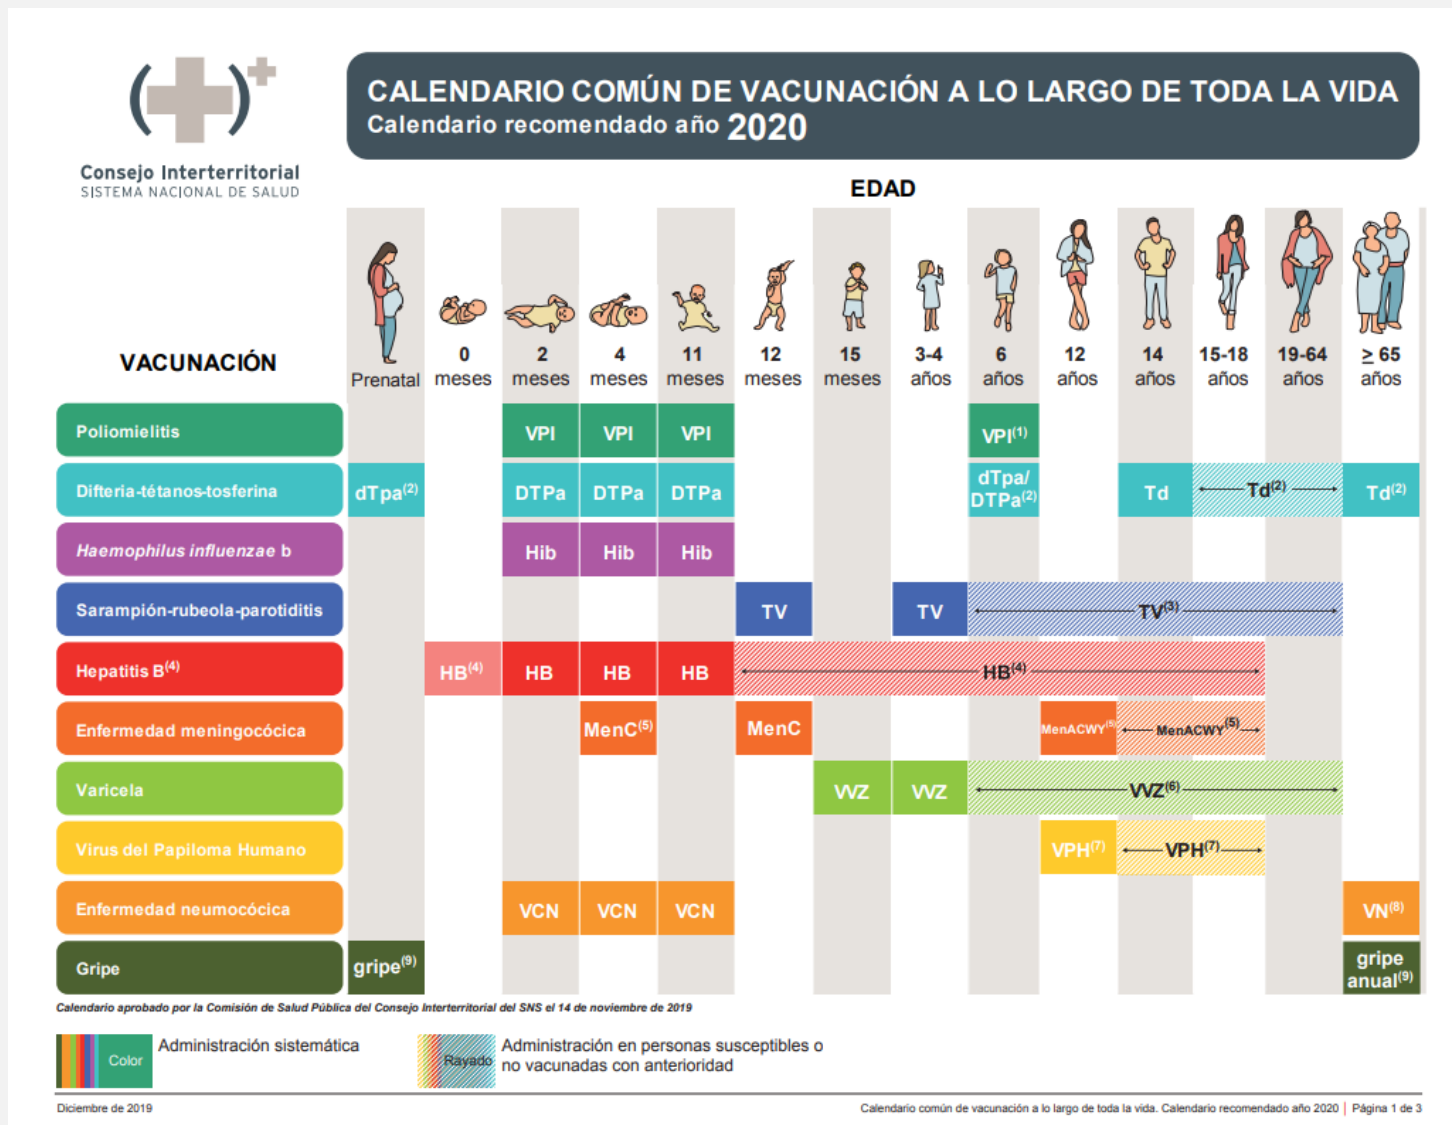 CALENDARIO COMÚN DE VACUNACIÓN A LO LARGO DE TODA LA VIDA
Calendario recomendado año 2020
Consejo Interterritorial
SISTEMA NACIONAL DE SALUD
EDAD
VACUNACIÓN
Prenatal
0 meses
2 meses
4 meses
11 meses
12 meses
15 meses
3-4 años
6 años
12 años
14 años
15-18 años
19-64 años
≥ 65 años
Poliomielitis
VPI VPI VPI VPI(1)
Difteria-tétanos-tosferina
dTpa(2) DTPa DTPa DTPa dTpa/ DTPa(2) Td Td(2) Td(2)
Haemophilus influenzae b
Hib Hib Hib
Sarampión-rubeola-parotiditis
TV TV TV(3)
Hepatitis B(4)
HB(4) HB HB HB HB(4)
Enfermedad meningocócica
MenC(5) MenC MenACWY(5) MenACWY(5)
Varicela
VVZ VVZ VVZ(6)
Virus del Papiloma Humano
VPH(7) VPH(7)
Enfermedad neumocócica
VCN VCN VCN VN(8)
Gripe
gripe(9) gripe anual(9)
Calendario aprobado por la Comisión de Salud Pública del Consejo Interterritorial del SNS el 14 de noviembre de 2019
Color
Administración sistemática
Rayado
Administración en personas susceptibles o
no vacunadas con anterioridad
Diciembre de 2019
Calendario común de vacunación a lo largo de toda la vida. Calendario recomendado año 2020 | Página 1 de 3